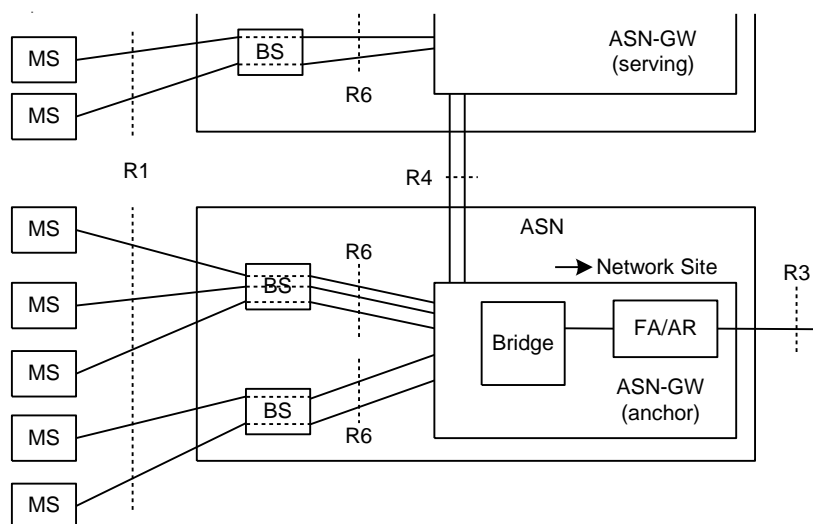 MS
BS
ASN-GW
(serving)
MS
R6
R1
R4
MS
ASN
R6
BS
Network Site
R3
MS
Bridge
FA/AR
MS
BS
ASN-GW
(anchor)
MS
R6
MS